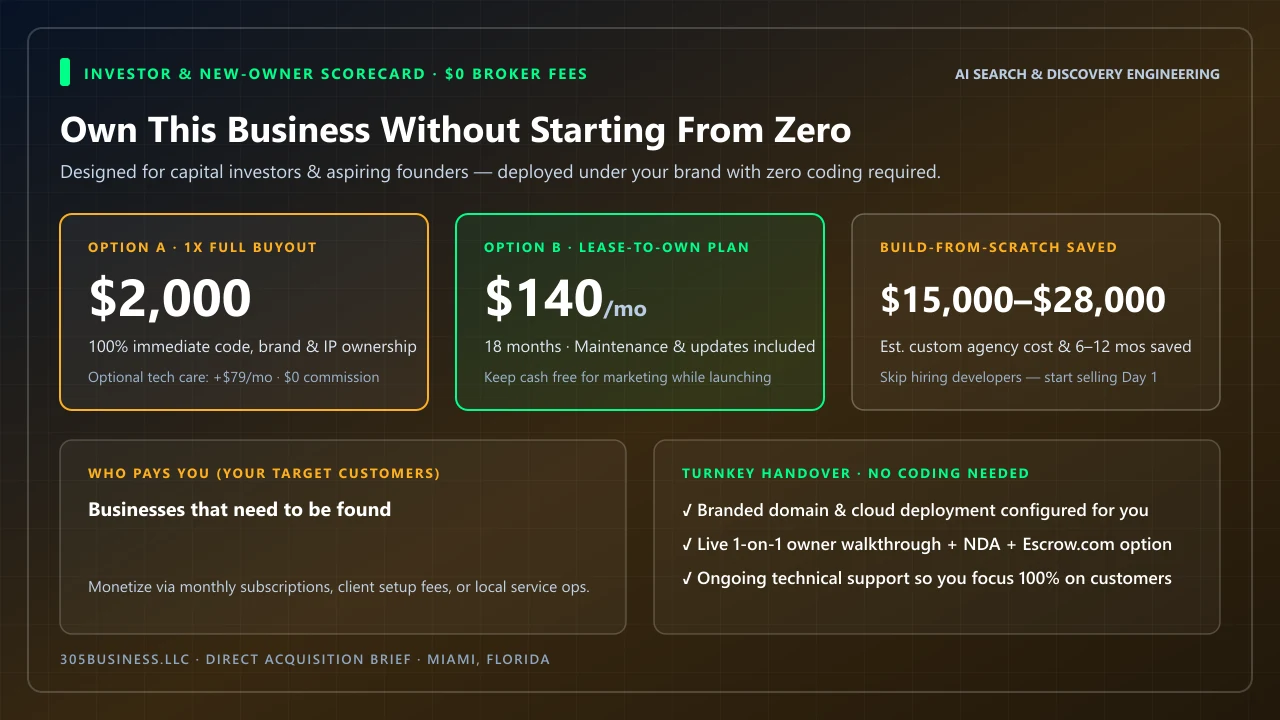 INVESTOR & NEW-OWNER SCORECARD · $0 BROKER FEES
AI SEARCH & DISCOVERY ENGINEERING
Own This Business Without Starting From Zero
Designed for capital investors & aspiring founders — deployed under your brand with zero coding required.
OPTION A · 1X FULL BUYOUT
$2,000
100% immediate code, brand & IP ownership
Optional tech care: +$79/mo · $0 commission
OPTION B · LEASE-TO-OWN PLAN
$140/mo
18 months · Maintenance & updates included
Keep cash free for marketing while launching
BUILD-FROM-SCRATCH SAVED
$15,000–$28,000
Est. custom agency cost & 6–12 mos saved
Skip hiring developers — start selling Day 1
WHO PAYS YOU (YOUR TARGET CUSTOMERS)
Businesses that need to be found
Monetize via monthly subscriptions, client setup fees, or local service ops.
TURNKEY HANDOVER · NO CODING NEEDED
✓ Branded domain & cloud deployment configured for you
✓ Live 1-on-1 owner walkthrough + NDA + Escrow.com option
✓ Ongoing technical support so you focus 100% on customers
305BUSINESS.LLC · DIRECT ACQUISITION BRIEF · MIAMI, FLORIDA